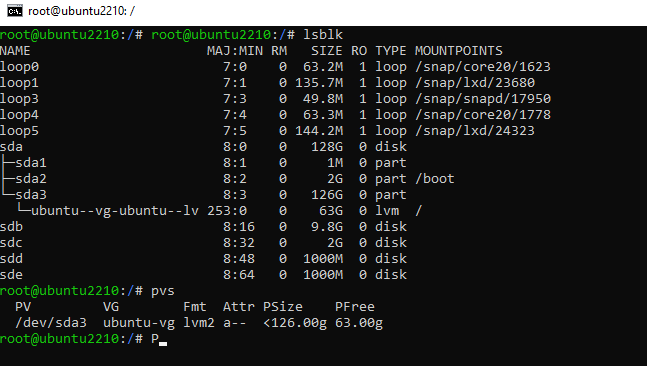 root@ubuntu2210: /
root@ubuntu2210:/# root@ubuntu2210:/# lsblk
NAME                      MAJ:MIN RM   SIZE RO TYPE MOUNTPOINTS
loop0                       7:0    0  63.2M  1 loop /snap/core20/1623
loop1                       7:1    0 135.7M  1 loop /snap/lxd/23680
loop3                       7:3    0  49.8M  1 loop /snap/snapd/17950
loop4                       7:4    0  63.3M  1 loop /snap/core20/1778
loop5                       7:5    0 144.2M  1 loop /snap/lxd/24323
sda                         8:0    0   128G  0 disk
├─sda1                      8:1    0     1M  0 part
├─sda2                      8:2    0     2G  0 part /boot
└─sda3                      8:3    0   126G  0 part
  └─ubuntu--vg-ubuntu--lv 253:0    0    63G  0 lvm  /
sdb                         8:16   0   9.8G  0 disk
sdc                         8:32   0     2G  0 disk
sdd                         8:48   0  1000M  0 disk
sde                         8:64   0  1000M  0 disk
root@ubuntu2210:/# pvs
  PV         VG        Fmt  Attr PSize    PFree
  /dev/sda3  ubuntu-vg lvm2 a--  <126.00g 63.00g
root@ubuntu2210:/# P